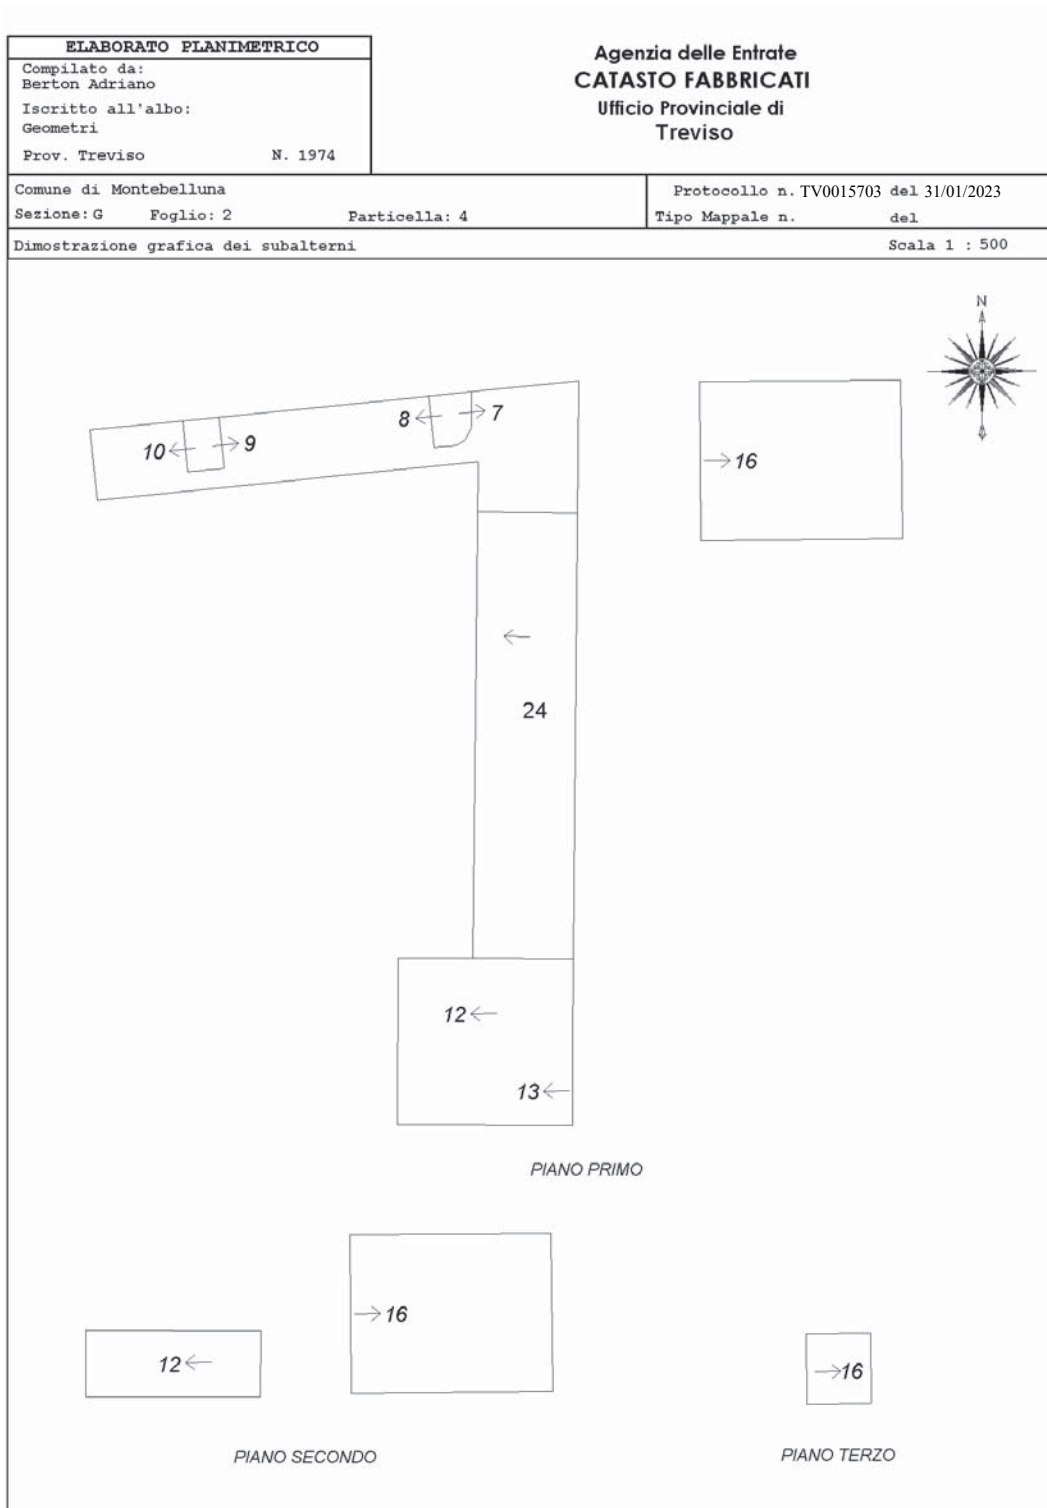 ELABORATO PLANIMETRICO
Compilato da:
Berton Adriano
Iscritto all'albo:
Geometri
Prov. Treviso N. 1974
Agenzia delle Entrate
CATASTO FABBRICATI
Ufficio Provinciale di
Treviso
Comune di Montebelluna
Sezione: G Foglio: 2 Particella: 4
Protocollo n. TV0015703 del 31/01/2023
Tipo Mappale n. del
Dimostrazione grafica dei subalterni Scala 1 : 500
N
8 7
10 9
16
24
12
13
PIANO PRIMO
16
12
16
PIANO SECONDO
PIANO TERZO